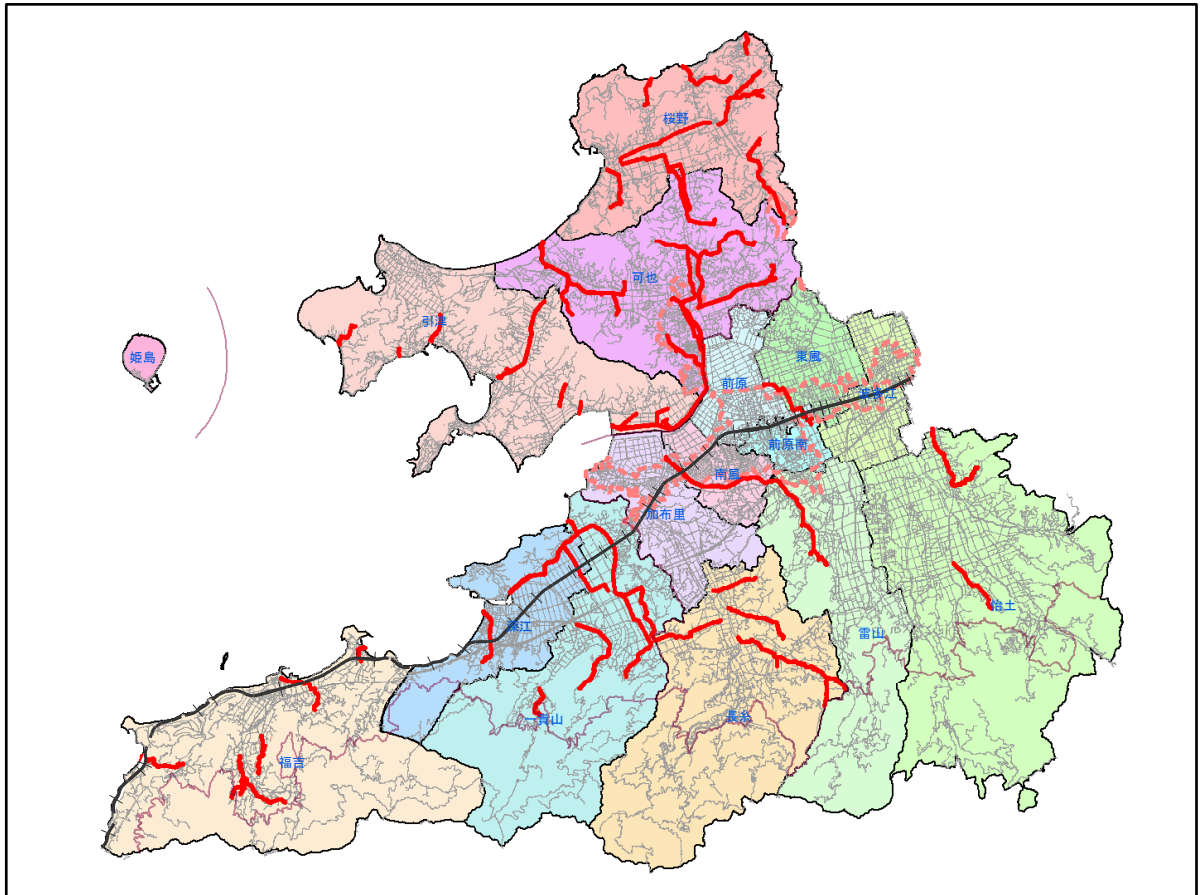 桜野
可也
引津
姫島
東風
前原
波多江
前原南
南風
加布里
怡土
深江
雷山
一貴山
長糸
福吉